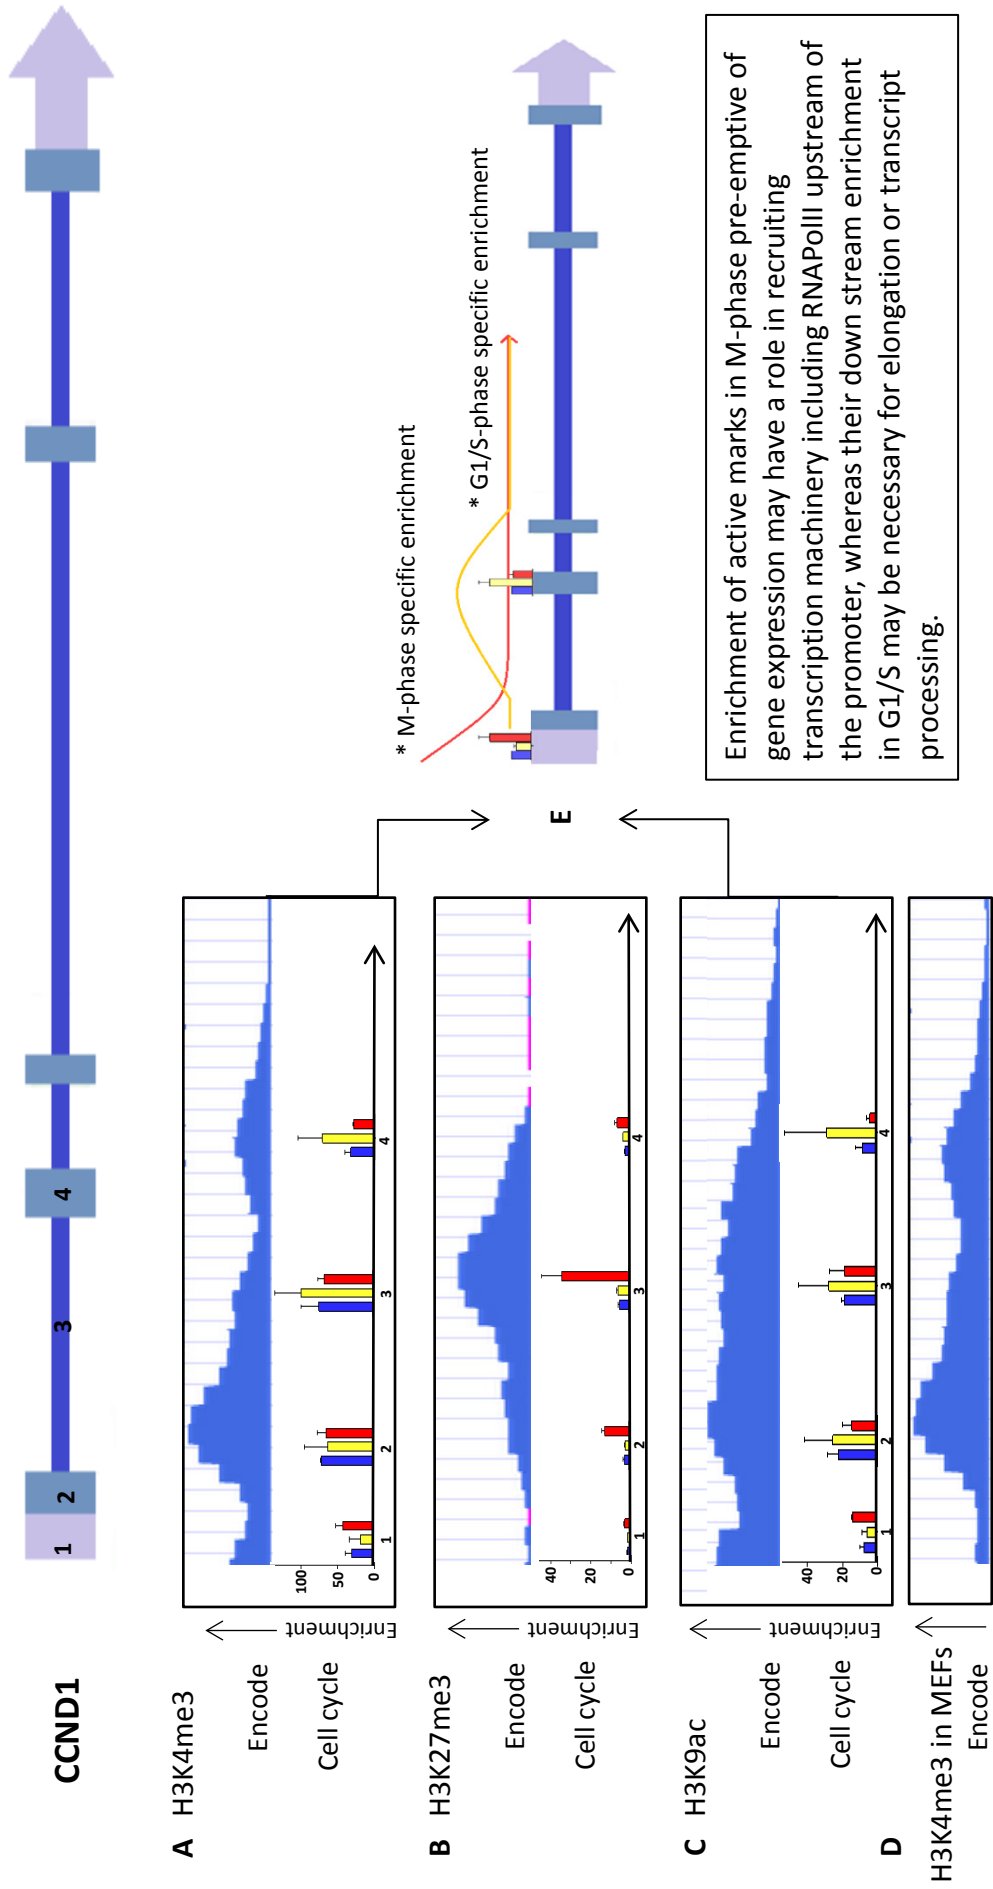 CCND1
1
2
3
4
A H3K4me3
Encode
Cell cycle
Enrichment
100
50
0
1
2
3
4
B H3K27me3
Encode
Cell cycle
Enrichment
40
20
0
1
2
3
4
C H3K9ac
Encode
Cell cycle
Enrichment
40
20
0
1
2
3
4
D
H3K4me3 in MEFs
Encode
E
* M-phase specific enrichment
* G1/S-phase specific enrichment
Enrichment of active marks in M-phase pre-emptive of
gene expression may have a role in recruiting
transcription machinery including RNAPolII upstream of
the promoter, whereas their down stream enrichment
in G1/S may be necessary for elongation or transcript
processing.